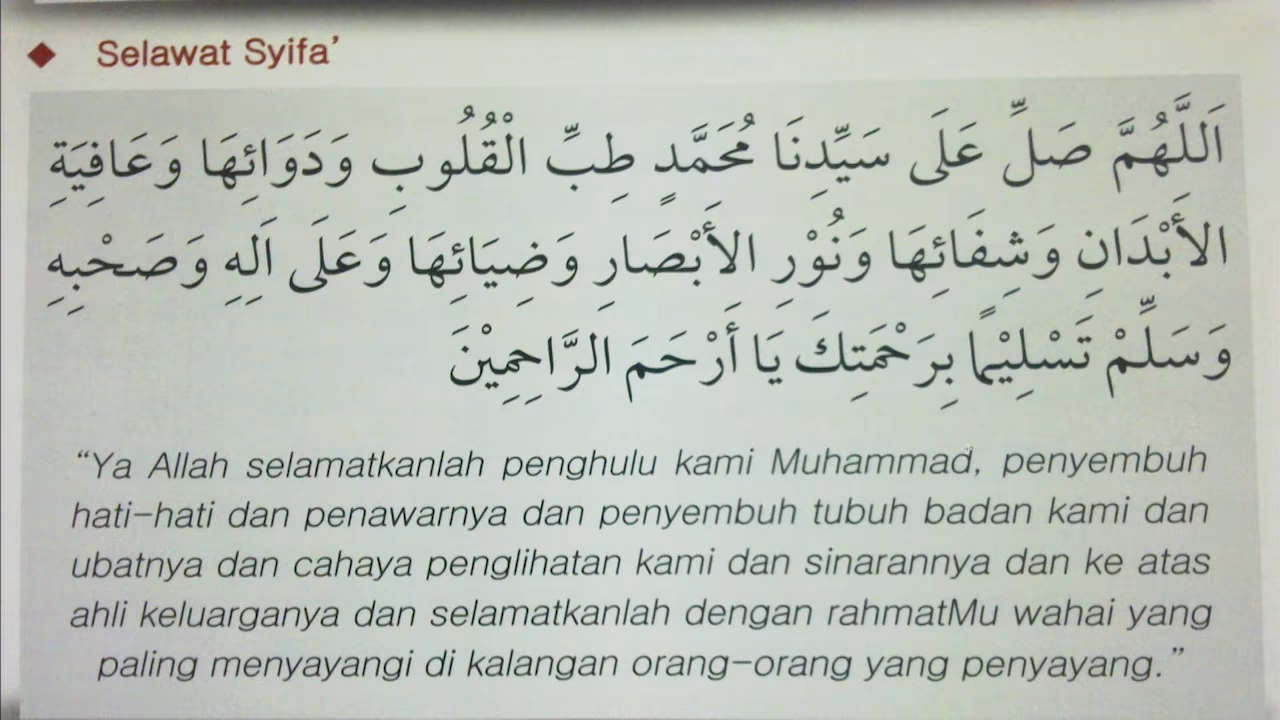 Selawat Syifa'
اَللَّهُمَّ صَلِّ عَلَى سَيِّدِنَا مُحَمَّدٍ طِبِّ الْقُلُوبِ وَدَوَائِهَا وَعَافِيَةِ
الأَبْدَانِ وَشِفَائِهَا وَنُوْرِ الأَبْصَارِ وَضِيَائِهَا وَعَلَى اَلِهِ وَصَحْبِهِ
وَسَلِّمْ تَسْلِيْمًا بِرَحْمَتِكَ يَا أَرْحَمَ الرَّاحِمِيْنَ
“Ya Allah selamatkanlah penghulu kami Muhammad, penyembuh
hati-hati dan penawarnya dan penyembuh tubuh badan kami dan
ubatnya dan cahaya penglihatan kami dan sinarannya dan ke atas
ahli keluarganya dan selamatkanlah dengan rahmatMu wahai yang
paling menyayangi di kalangan orang-orang yang penyayang.”